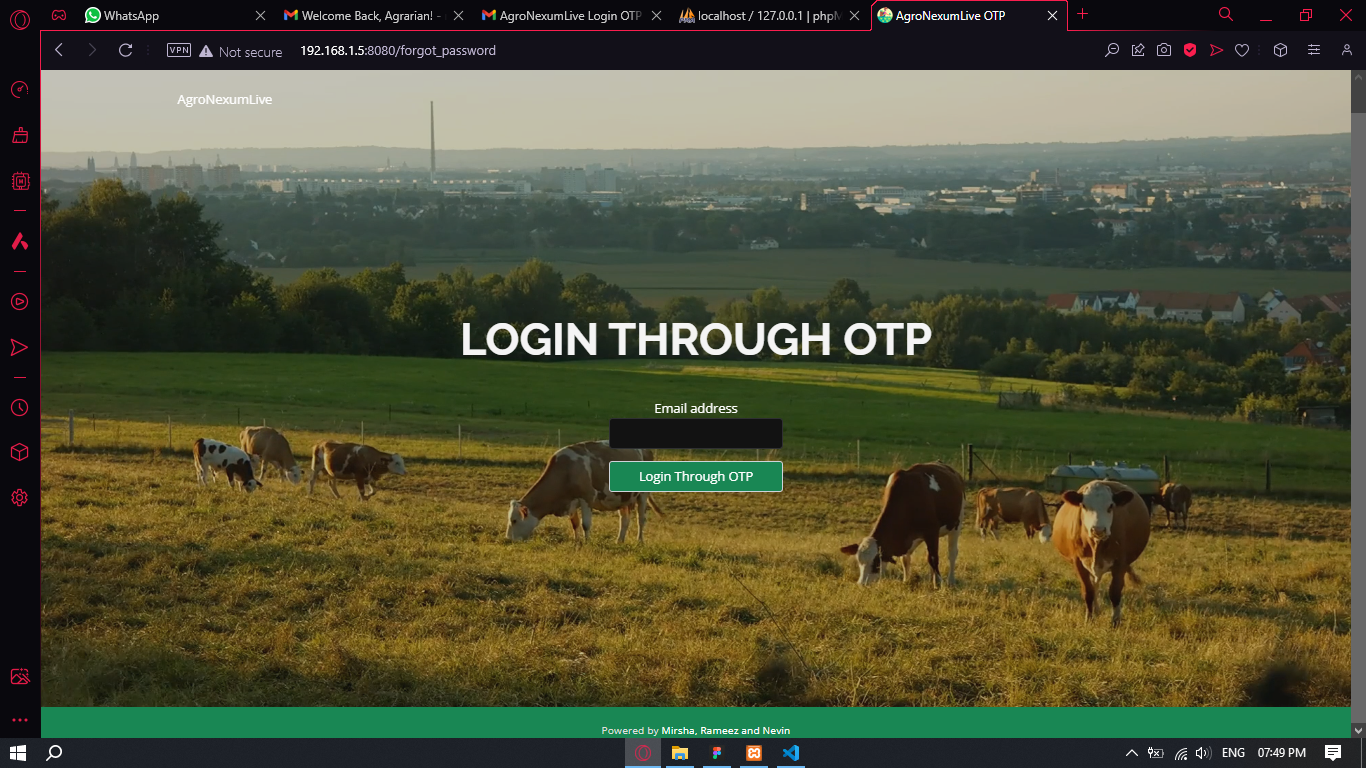 WhatsApp
Welcome Back, Agrarian! -
AgroNexumLive Login OTP
localhost / 127.0.0.1 | phpM
AgroNexumLive OTP
VPN
Not secure
192.168.1.5:8080/forgot_password
AgroNexumLive
LOGIN THROUGH OTP
Email address
Login Through OTP
Powered by Mirsha, Rameez and Nevin
ENG
07:49 PM